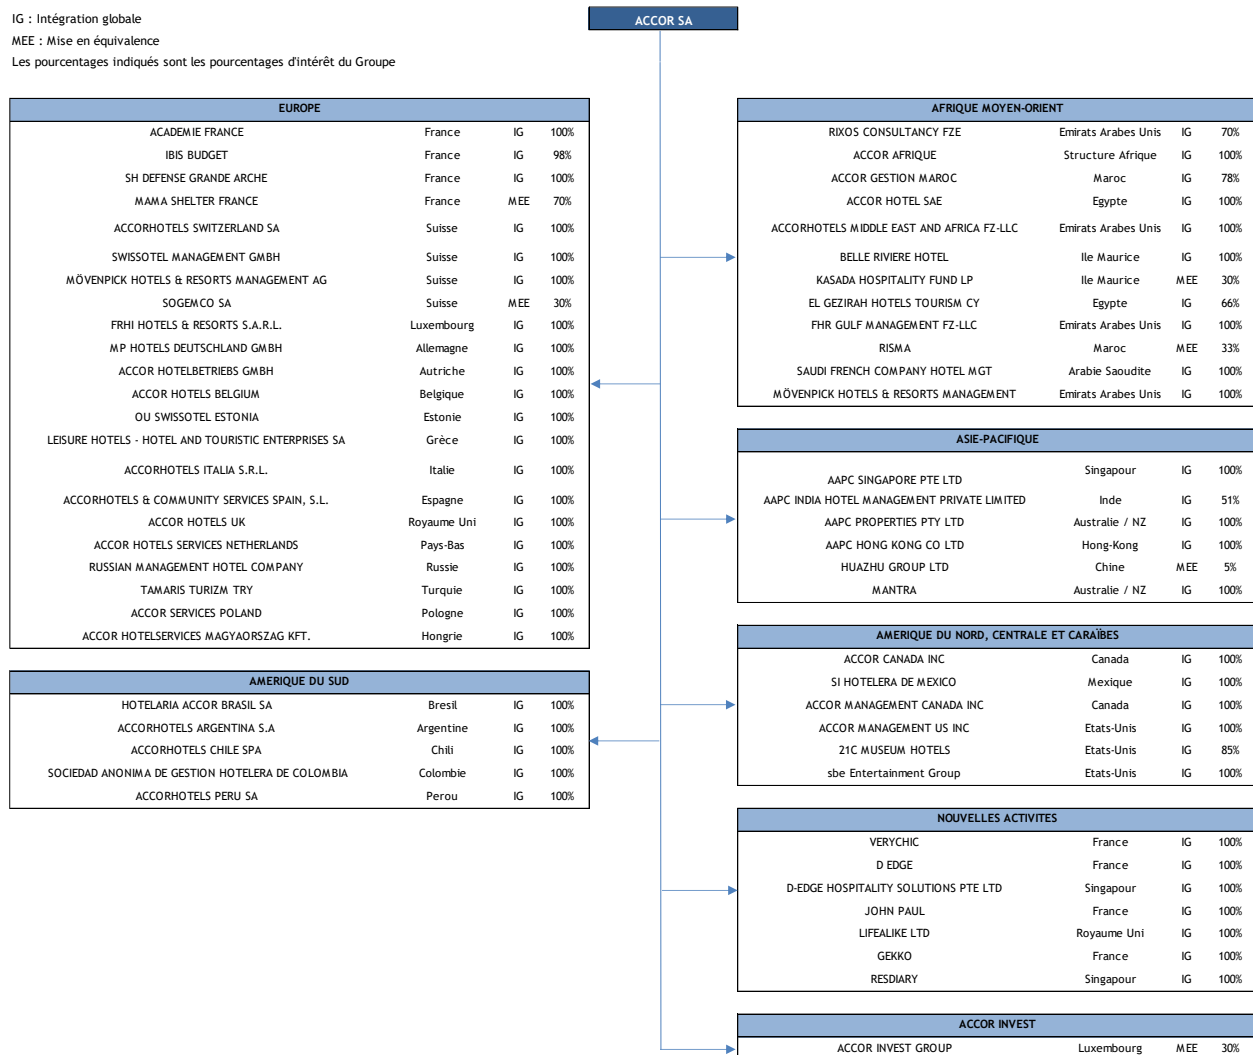 IG : Intégration globale
MEE : Mise en équivalence
Les pourcentages indiqués sont les pourcentages d'intérêt du Groupe
ACCOR SA
EUROPE
ACADEMIE FRANCE France IG 100%
IBIS BUDGET France IG 98%
SH DEFENSE GRANDE ARCHE France IG 100%
MAMA SHELTER FRANCE France MEE 70%
ACCORHOTELS SWITZERLAND SA Suisse IG 100%
SWISSOTEL MANAGEMENT GMBH Suisse IG 100%
MÖVENPICK HOTELS & RESORTS MANAGEMENT AG Suisse IG 100%
SOGEMCO SA Suisse MEE 30%
FRHI HOTELS & RESORTS S.A.R.L. Luxembourg IG 100%
MP HOTELS DEUTSCHLAND GMBH Allemagne IG 100%
ACCOR HOTELBETRIEBS GMBH Autriche IG 100%
ACCOR HOTELS BELGIUM Belgique IG 100%
OU SWISSOTEL ESTONIA Estonie IG 100%
LEISURE HOTELS - HOTEL AND TOURISTIC ENTERPRISES SA Grèce IG 100%
ACCORHOTELS ITALIA S.R.L. Italie IG 100%
ACCORHOTELS & COMMUNITY SERVICES SPAIN, S.L. Espagne IG 100%
ACCOR HOTELS UK Royaume Uni IG 100%
ACCOR HOTELS SERVICES NETHERLANDS Pays-Bas IG 100%
RUSSIAN MANAGEMENT HOTEL COMPANY Russie IG 100%
TAMARIS TURIZM TRY Turquie IG 100%
ACCOR SERVICES POLAND Pologne IG 100%
ACCOR HOTELSERVICES MAGYAORSZAG KFT. Hongrie IG 100%
AMERIQUE DU SUD
HOTELARIA ACCOR BRASIL SA Bresil IG 100%
ACCORHOTELS ARGENTINA S.A Argentine IG 100%
ACCORHOTELS CHILE SPA Chili IG 100%
SOCIEDAD ANONIMA DE GESTION HOTELERA DE COLOMBIA Colombie IG 100%
ACCORHOTELS PERU SA Perou IG 100%
AFRIQUE MOYEN-ORIENT
RIXOS CONSULTANCY FZE Emirats Arabes Unis IG 70%
ACCOR AFRIQUE Structure Afrique IG 100%
ACCOR GESTION MAROC Maroc IG 78%
ACCOR HOTEL SAE Egypte IG 100%
ACCORHOTELS MIDDLE EAST AND AFRICA FZ-LLC Emirats Arabes Unis IG 100%
BELLE RIVIERE HOTEL Ile Maurice IG 100%
KASADA HOSPITALITY FUND LP Ile Maurice MEE 30%
EL GEZIRAH HOTELS TOURISM CY Egypte IG 66%
FHR GULF MANAGEMENT FZ-LLC Emirats Arabes Unis IG 100%
RISMA Maroc MEE 33%
SAUDI FRENCH COMPANY HOTEL MGT Arabie Saoudite IG 100%
MÖVENPICK HOTELS & RESORTS MANAGEMENT Emirats Arabes Unis IG 100%
ASIE-PACIFIQUE
AAPC SINGAPORE PTE LTD Singapour IG 100%
AAPC INDIA HOTEL MANAGEMENT PRIVATE LIMITED Inde IG 51%
AAPC PROPERTIES PTY LTD Australie / NZ IG 100%
AAPC HONG KONG CO LTD Hong-Kong IG 100%
HUAZHU GROUP LTD Chine MEE 5%
MANTRA Australie / NZ IG 100%
AMERIQUE DU NORD, CENTRALE ET CARAÏBES
ACCOR CANADA INC Canada IG 100%
SI HOTELERA DE MEXICO Mexique IG 100%
ACCOR MANAGEMENT CANADA INC Canada IG 100%
ACCOR MANAGEMENT US INC Etats-Unis IG 100%
21C MUSEUM HOTELS Etats-Unis IG 85%
sbe Entertainment Group Etats-Unis IG 100%
NOUVELLES ACTIVITES
VERYCHIC France IG 100%
D EDGE France IG 100%
D-EDGE HOSPITALITY SOLUTIONS PTE LTD Singapour IG 100%
JOHN PAUL France IG 100%
LIFEALIKE LTD Royaume Uni IG 100%
GEKKO France IG 100%
RESDIARY Singapour IG 100%
ACCOR INVEST
ACCOR INVEST GROUP Luxembourg MEE 30%